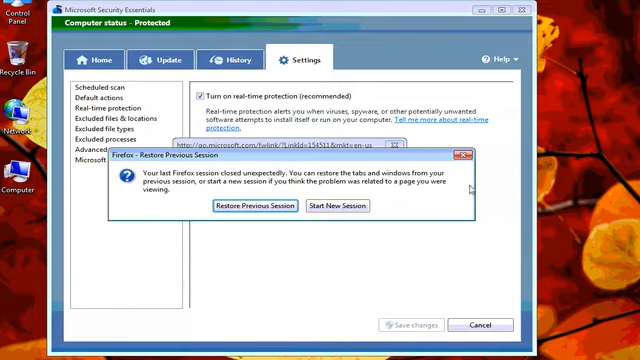 Control
Panel
Recycle Bin
Network
Computer
Microsoft Security Essentials
Computer status - Protected
Home
Update
History
Settings
Help
Scheduled scan
Default actions
Real-time protection
Excluded files & locations
Excluded file types
Excluded processes
Advanced
Microsoft
Turn on real-time protection (recommended)
Real-time protection alerts you when viruses, spyware, or other potentially unwanted
software attempts to install itself or run on your computer. Tell me more about real-time
protection.
http://go.microsoft.com/fwlink/?LinkId=154511&mkt=en-us
Firefox - Restore Previous Session
Your last Firefox session closed unexpectedly. You can restore the tabs and windows from your
previous session, or start a new session if you think the problem was related to a page you were
viewing.
Restore Previous Session
Start New Session
Save changes
Cancel